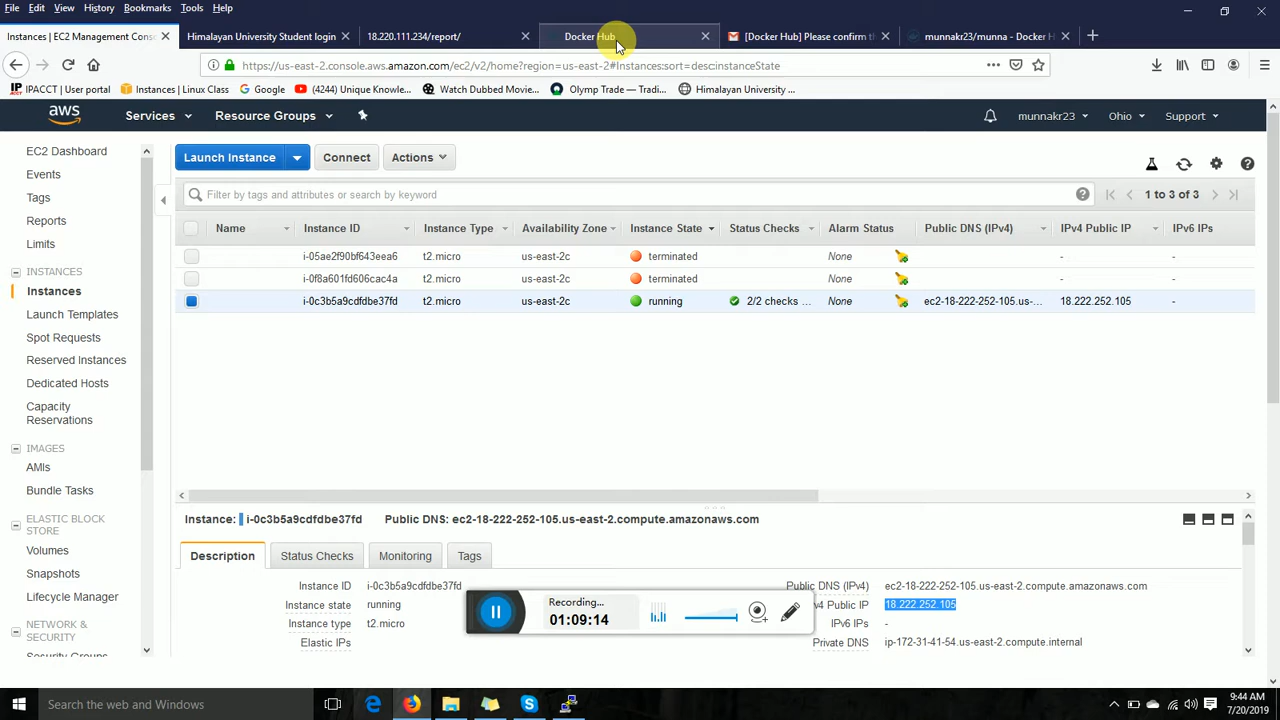 File Edit View History Bookmarks Tools Help
Instances | EC2 Management Conso
Himalayan University Student login
18.220.111.234/report/
Docker Hub
[Docker Hub] Please confirm th
munnakr23/munna - Docker H
https://us-east-2.console.aws.amazon.com/ec2/v2/home?region=us-east-2#Instances:sort=desc:instanceState
IPACCT | User portal
Instances | Linux Class
Google
(4244) Unique Knowle...
Watch Dubbed Movie...
Olymp Trade — Tradi...
Himalayan University ...
aws
Services
Resource Groups
munnakr23
Ohio
Support
EC2 Dashboard
Events
Tags
Reports
Limits
INSTANCES
Instances
Launch Templates
Spot Requests
Reserved Instances
Dedicated Hosts
Capacity
Reservations
IMAGES
AMIs
Bundle Tasks
ELASTIC BLOCK
STORE
Volumes
Snapshots
Lifecycle Manager
NETWORK &
SECURITY
Launch Instance
Connect
Actions
Filter by tags and attributes or search by keyword
1 to 3 of 3
Name Instance ID Instance Type Availability Zone Instance State Status Checks Alarm Status Public DNS (IPv4) IPv4 Public IP IPv6 IPs
i-05ae2f90bf643eea6 t2.micro us-east-2c terminated None - -
i-0f8a601fd606cac4a t2.micro us-east-2c terminated None - -
i-0c3b5a9cdfdbe37fd t2.micro us-east-2c running 2/2 checks ... None ec2-18-222-252-105.us-... 18.222.252.105 -
Instance: i-0c3b5a9cdfdbe37fd Public DNS: ec2-18-222-252-105.us-east-2.compute.amazonaws.com
Description
Status Checks
Monitoring
Tags
Instance ID i-0c3b5a9cdfdbe37fd
Instance state running
Instance type t2.micro
Elastic IPs
Public DNS (IPv4) ec2-18-222-252-105.us-east-2.compute.amazonaws.com
v4 Public IP 18.222.252.105
IPv6 IPs -
Private DNS ip-172-31-41-54.us-east-2.compute.internal
Recording...
01:09:14
Search the web and Windows
9:44 AM
7/20/2019